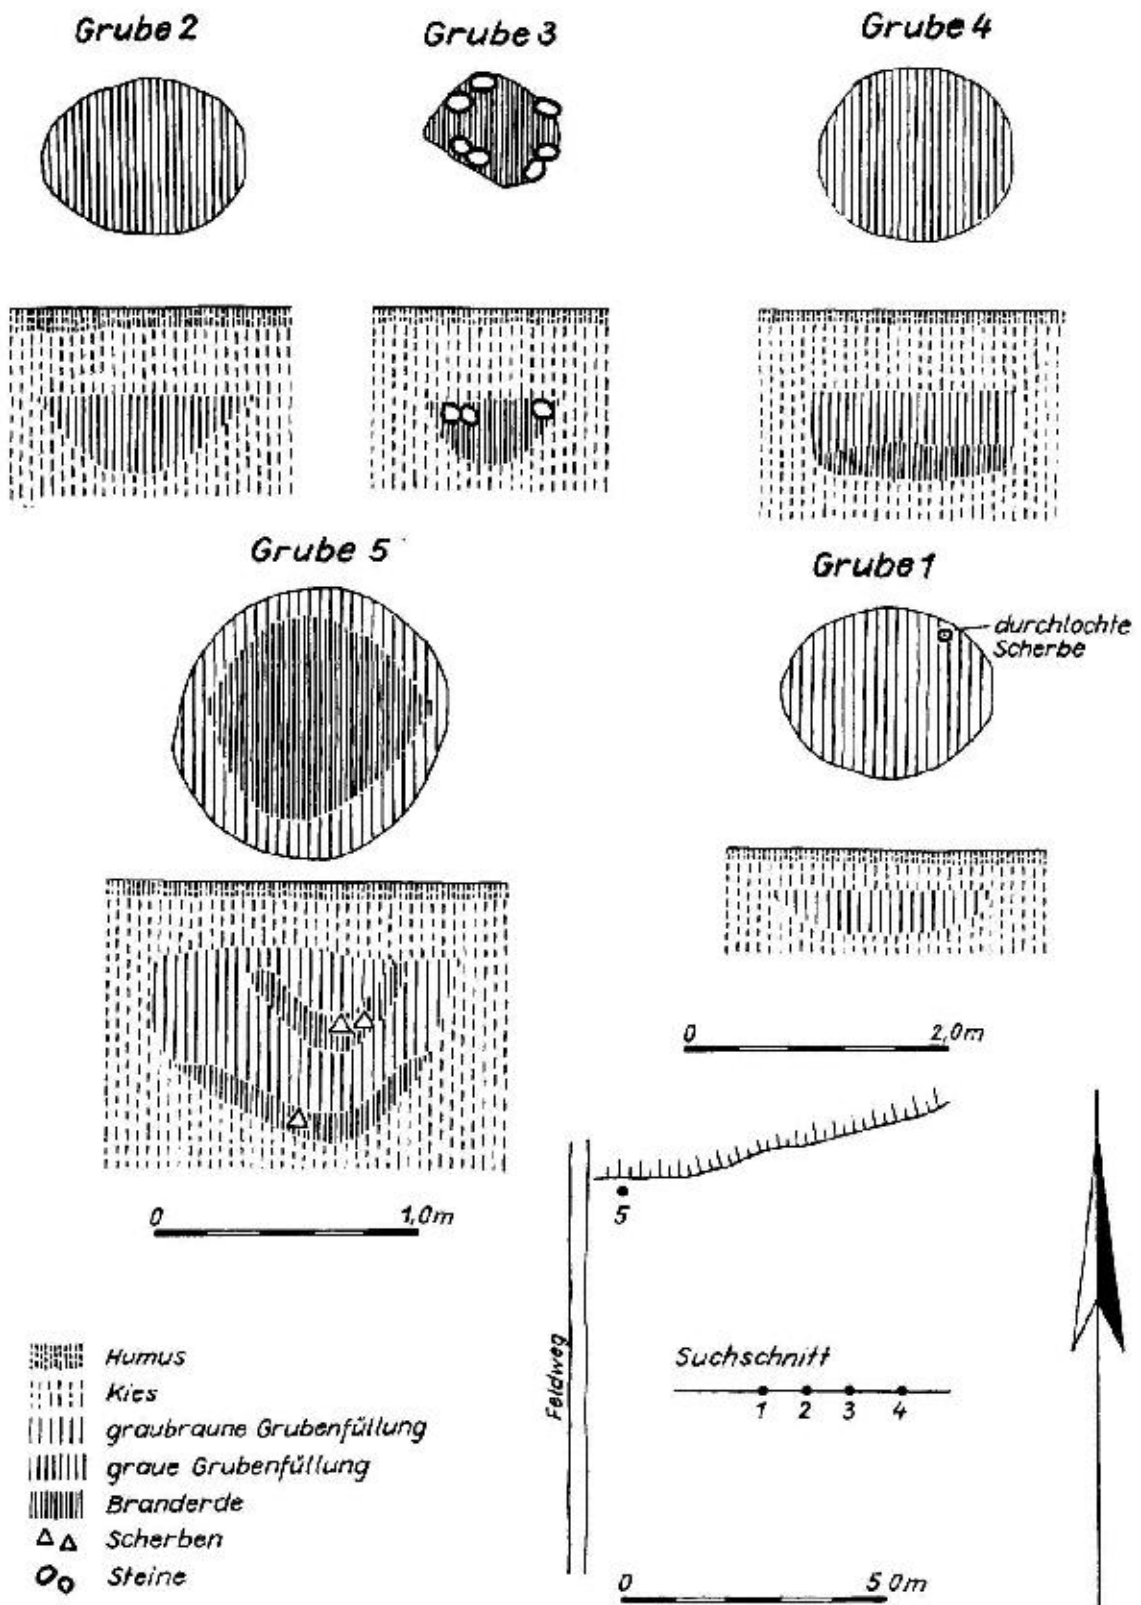 Grube 2
Grube 3
Grube 4
Grube 5
Grube 1
durchlochte
Scherbe
0 2,0m
0 1,0m
5
Feldweg
Suchschnitt
1 2 3 4
0 50m
Humus
Kies
graubraune Grubenfüllung
graue Grubenfüllung
Branderde
Scherben
Steine